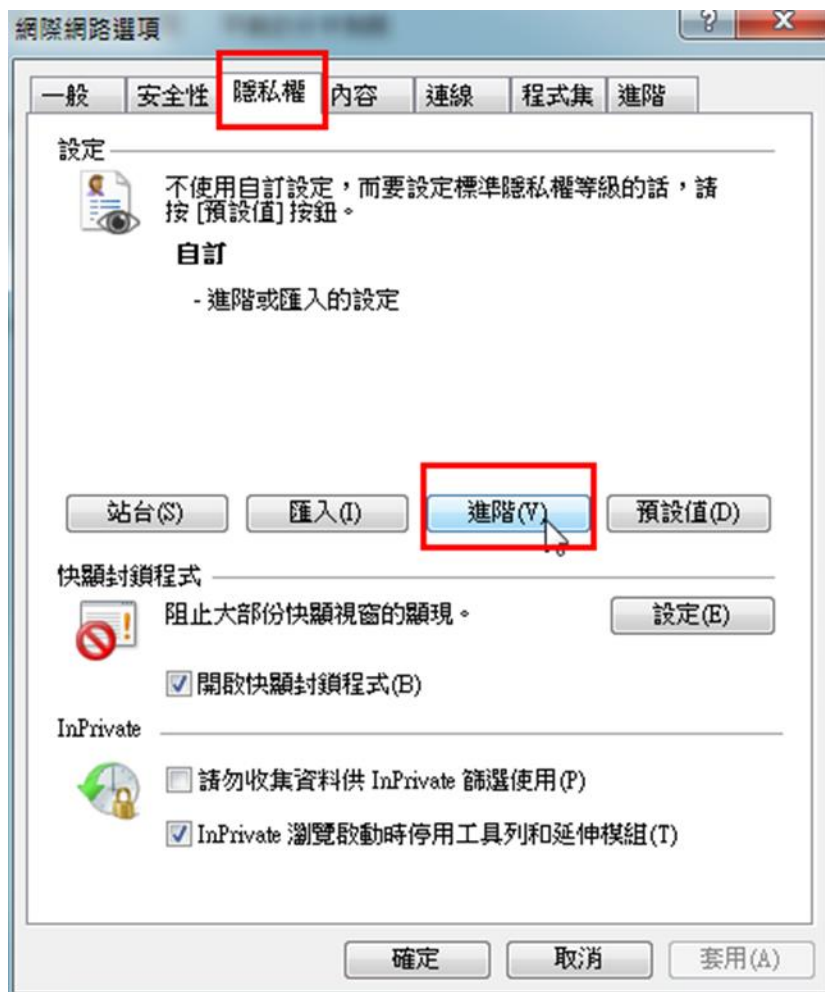 網際網路選項
一般 安全性 隱私權 內容 連線 程式集 進階
設定
不使用自訂設定，而要設定標準隱私權等級的話，請
按 [預設值] 按鈕。
自訂
- 進階或匯入的設定
站台(S) 匯入(I) 進階(V) 預設值(D)
快顯封鎖程式
阻止大部份快顯視窗的顯現。 設定(E)
開啟快顯封鎖程式(B)
InPrivate
請勿收集資料供 InPrivate 篩選使用(P)
InPrivate 瀏覽啟動時停用工具列和延伸模組(T)
確定 取消 套用(A)